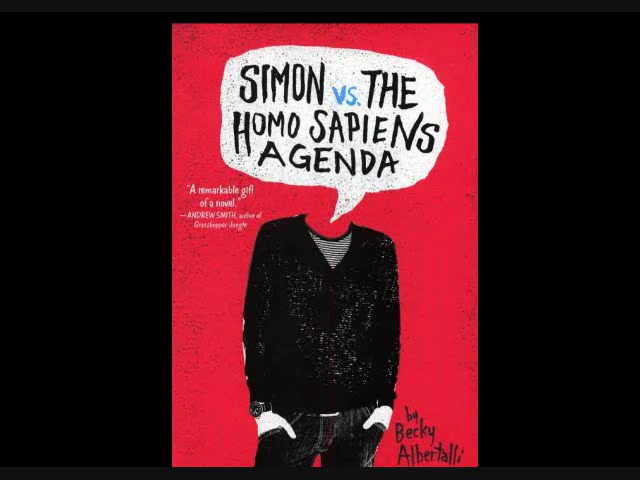 SIMON VS. THE
HOMO SAPIENS
AGENDA
"A remarkable gift
of a novel."
—ANDREW SMITH, author of
Grasshopper Jungle
by
Becky
Albertalli